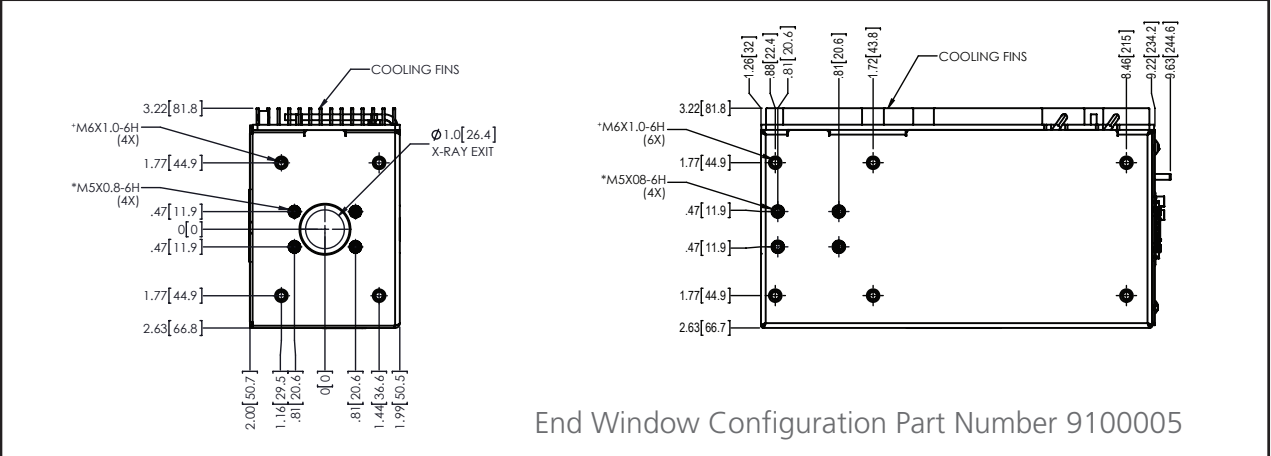 COOLING FINS
3.22[81.8]
*M6X1.0-6H
(4X)
1.77[44.9]
*M5X0.8-6H
(4X)
.47[11.9]
0[0]
.47[11.9]
1.77[44.9]
2.63[66.8]
Ø1.0[26.4]
X-RAY EXIT
2.00[50.7]
1.16[29.5]
.81[20.6]
0[0]
.81[20.6]
1.44[36.6]
1.99[50.5]
1.26[32]
.88[22.4]
.81[20.6]
.81[20.6]
1.72[43.8]
8.46[215]
9.22[234.2]
9.63[244.6]
COOLING FINS
3.22[81.8]
*M6X1.0-6H
(6X)
1.77[44.9]
*M5X08-6H
(4X)
.47[11.9]
.47[11.9]
1.77[44.9]
2.63[66.7]
End Window Configuration Part Number 9100005